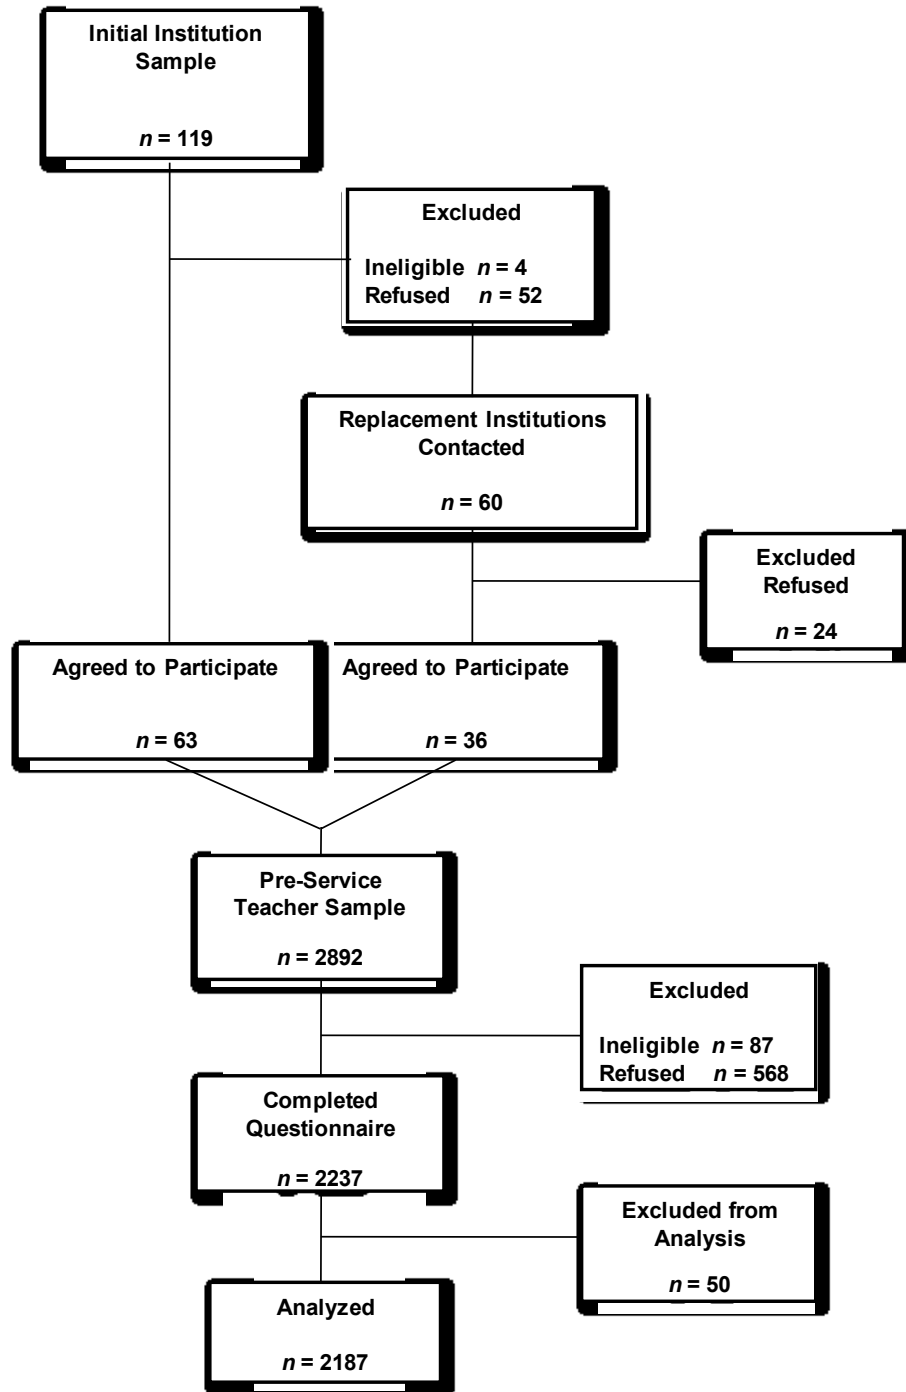 Initial Institution
Sample
n = 119
Excluded
Ineligible n = 4
Refused n = 52
Replacement Institutions
Contacted
n = 60
Excluded
Refused
n = 24
Agreed to Participate
n = 63
Agreed to Participate
n = 36
Pre-Service
Teacher Sample
n = 2892
Excluded
Ineligible n = 87
Refused n = 568
Completed
Questionnaire
n = 2237
Excluded from
Analysis
n = 50
Analyzed
n = 2187